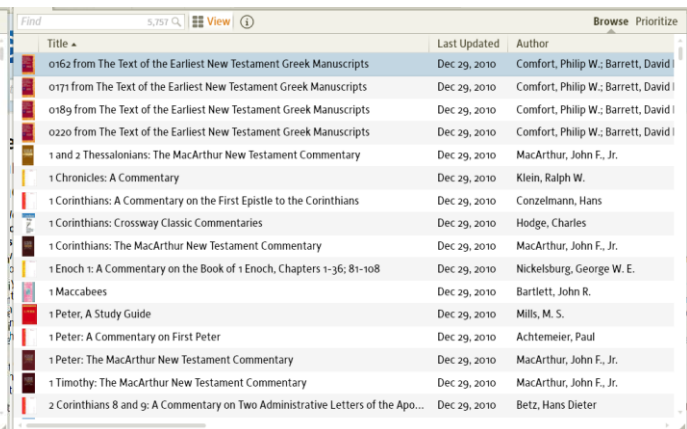 Find 5,757 View Browse Prioritize
Title Last Updated Author
0162 from The Text of the Earliest New Testament Greek Manuscripts Dec 29, 2010 Comfort, Philip W.; Barrett, David
0171 from The Text of the Earliest New Testament Greek Manuscripts Dec 29, 2010 Comfort, Philip W.; Barrett, David
0189 from The Text of the Earliest New Testament Greek Manuscripts Dec 29, 2010 Comfort, Philip W.; Barrett, David
0220 from The Text of the Earliest New Testament Greek Manuscripts Dec 29, 2010 Comfort, Philip W.; Barrett, David
1 and 2 Thessalonians: The MacArthur New Testament Commentary Dec 29, 2010 MacArthur, John F., Jr.
1 Chronicles: A Commentary Dec 29, 2010 Klein, Ralph W.
1 Corinthians: A Commentary on the First Epistle to the Corinthians Dec 29, 2010 Conzelmann, Hans
1 Corinthians: Crossway Classic Commentaries Dec 29, 2010 Hodge, Charles
1 Corinthians: The MacArthur New Testament Commentary Dec 29, 2010 MacArthur, John F., Jr.
1 Enoch 1: A Commentary on the Book of 1 Enoch, Chapters 1-36; 81-108 Dec 29, 2010 Nickelsburg, George W. E.
1 Maccabees Dec 29, 2010 Bartlett, John R.
1 Peter, A Study Guide Dec 29, 2010 Mills, M. S.
1 Peter: A Commentary on First Peter Dec 29, 2010 Achtemeier, Paul
1 Peter: The MacArthur New Testament Commentary Dec 29, 2010 MacArthur, John F., Jr.
1 Timothy: The MacArthur New Testament Commentary Dec 29, 2010 MacArthur, John F., Jr.
2 Corinthians 8 and 9: A Commentary on Two Administrative Letters of the Apo... Dec 29, 2010 Betz, Hans Dieter